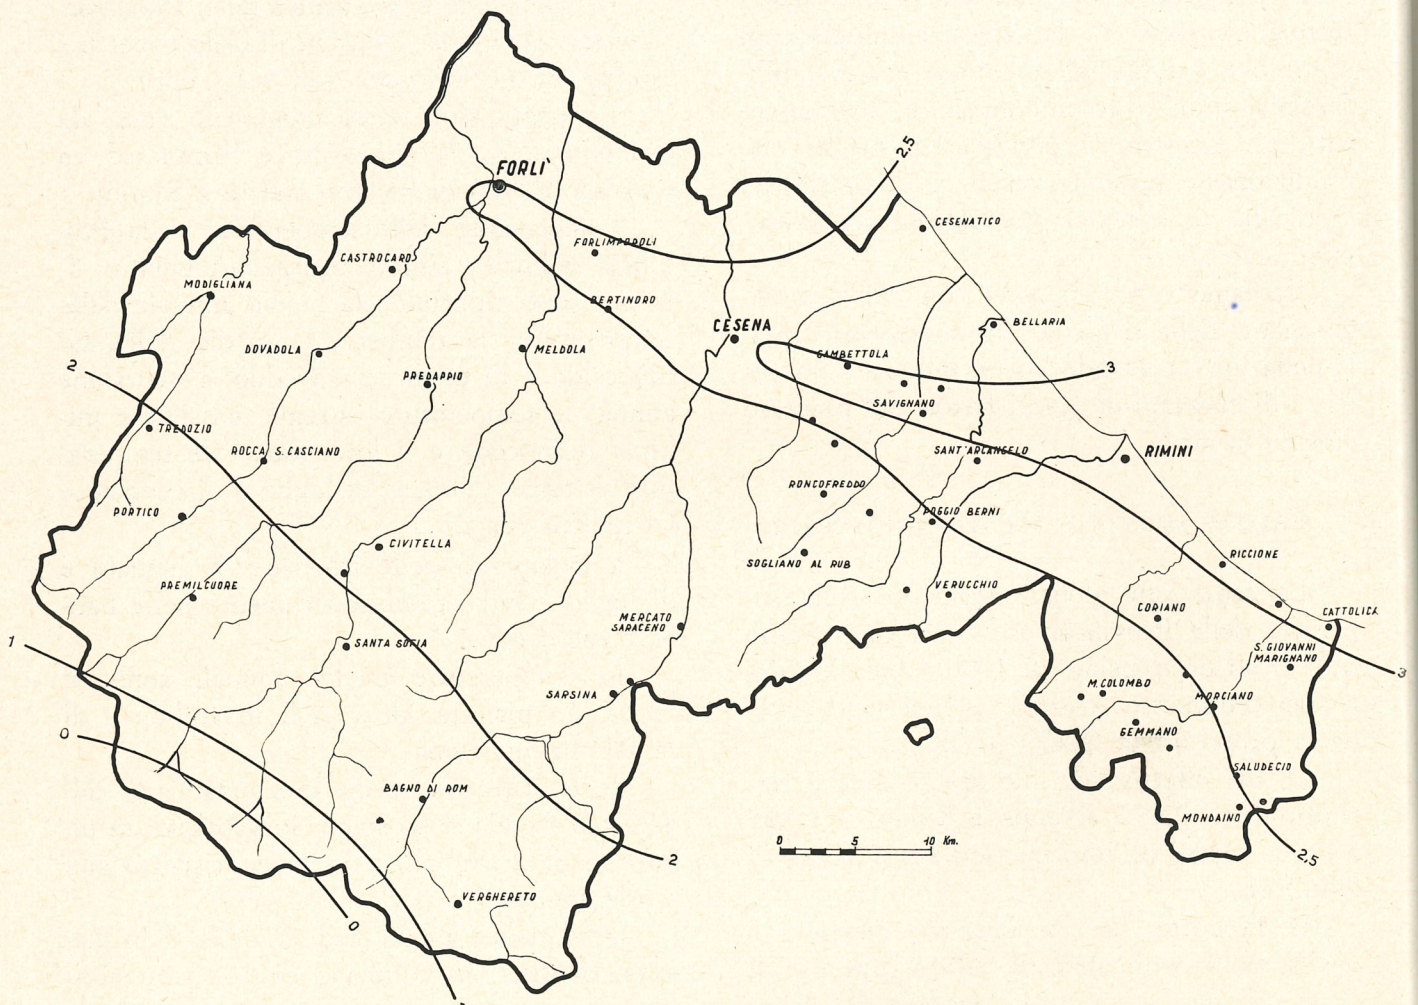 2,5
FORLÌ
CESENATICO
FORLIMPOPOLI
CASTROCARO
MODIGLIANA
BERTINORO
CESENA
BELLARIA
DOVADOLA
MELDOLA
GAMBETTOLA
2
PREDAPPIO
3
SAVIGNANO
TREDOZIO
ROCCA S. CASCIANO
SANT'ARCANGELO
RIMINI
RONCOFREDDO
PORTICO
POGGIO BERNI
CIVITELLA
RICCIONE
SOGLIANO AL RUB
PREMILCUORE
VERUCCHIO
CORIANO
CATTOLICA
MERCATO
SARACENO
1
SANTA SOFIA
S. GIOVANNI
MARIGNANO
3
M. COLOMBO
SARSINA
MORCIANO
0
GEMMANO
SALUDECIO
BAGNO DI ROM
MONDAINO
0 5 10 Km.
2
2,5
VERGHERETO
0